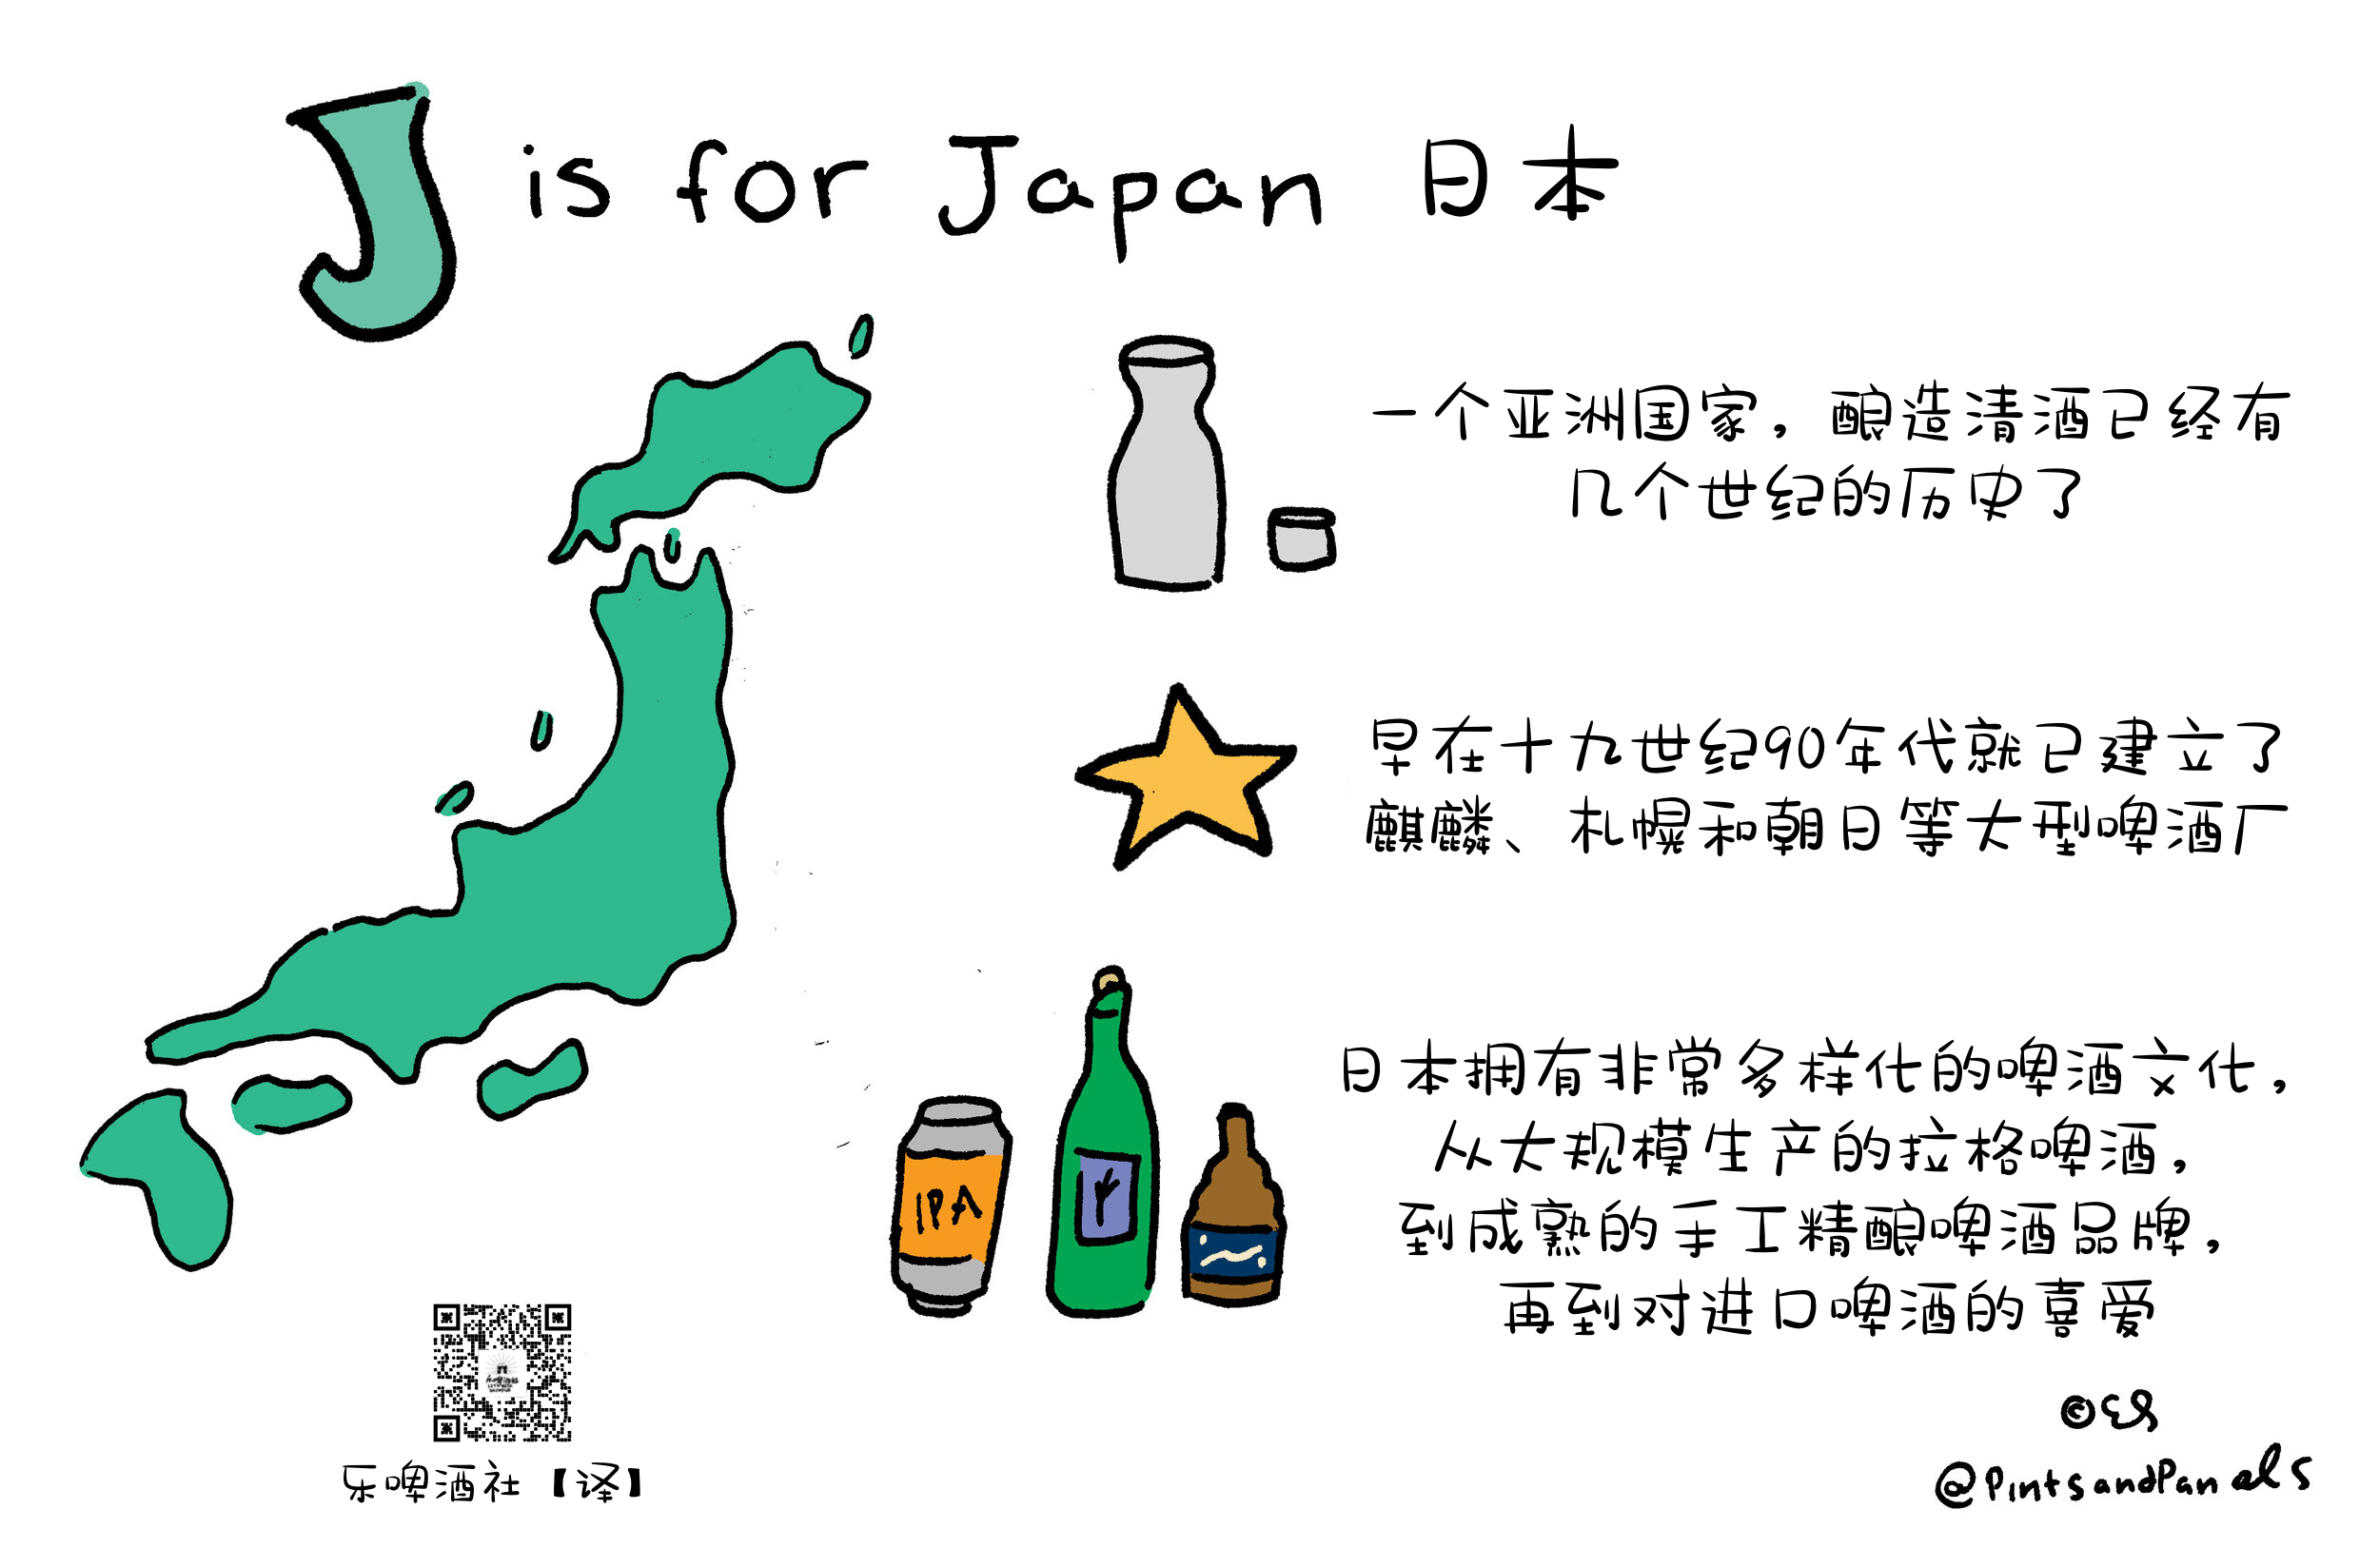 J is for Japan 日本
一个亚洲国家，酿造清酒已经有
几个世纪的历史了
早在十九世纪90年代就已建立了
麒麟、札幌和朝日等大型啤酒厂
日本拥有非常多样化的啤酒文化，
从大规模生产的拉格啤酒，
到成熟的手工精酿啤酒品牌，
再到对进口啤酒的喜爱
IPA
乐啤酒社【译】
©ES
@PintsandPanels